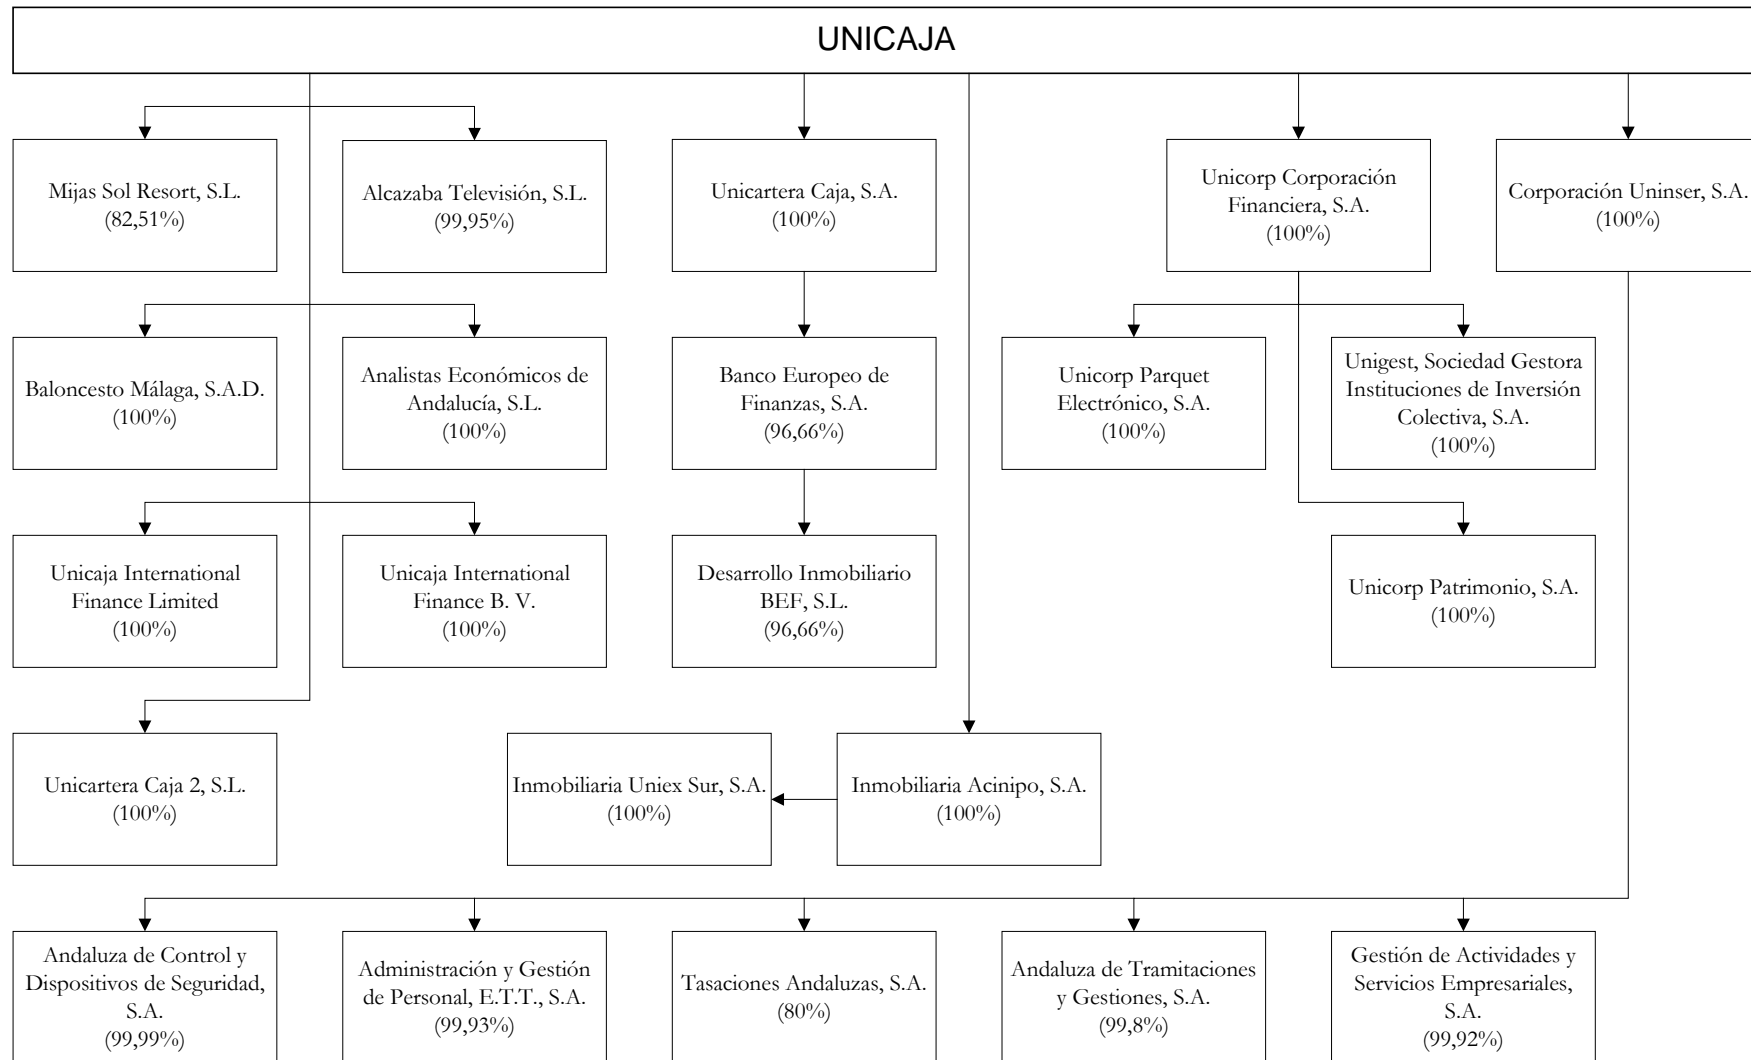 UNICAJA
Mijas Sol Resort, S.L.
(82,51%)
Alcazaba Televisión, S.L.
(99,95%)
Unicartera Caja, S.A.
(100%)
Unicorp Corporación
Financiera, S.A.
(100%)
Corporación Uninser, S.A.
(100%)
Baloncesto Málaga, S.A.D.
(100%)
Analistas Económicos de
Andalucía, S.L.
(100%)
Banco Europeo de
Finanzas, S.A.
(96,66%)
Unicorp Parquet
Electrónico, S.A.
(100%)
Unigest, Sociedad Gestora
Instituciones de Inversión
Colectiva, S.A.
(100%)
Unicaja International
Finance Limited
(100%)
Unicaja International
Finance B. V.
(100%)
Desarrollo Inmobiliario
BEF, S.L.
(96,66%)
Unicorp Patrimonio, S.A.
(100%)
Unicartera Caja 2, S.L.
(100%)
Inmobiliaria Uniex Sur, S.A.
(100%)
Inmobiliaria Acinipo, S.A.
(100%)
Andaluza de Control y
Dispositivos de Seguridad,
S.A.
(99,99%)
Administración y Gestión
de Personal, E.T.T., S.A.
(99,93%)
Tasaciones Andaluzas, S.A.
(80%)
Andaluza de Tramitaciones
y Gestiones, S.A.
(99,8%)
Gestión de Actividades y
Servicios Empresariales,
S.A.
(99,92%)